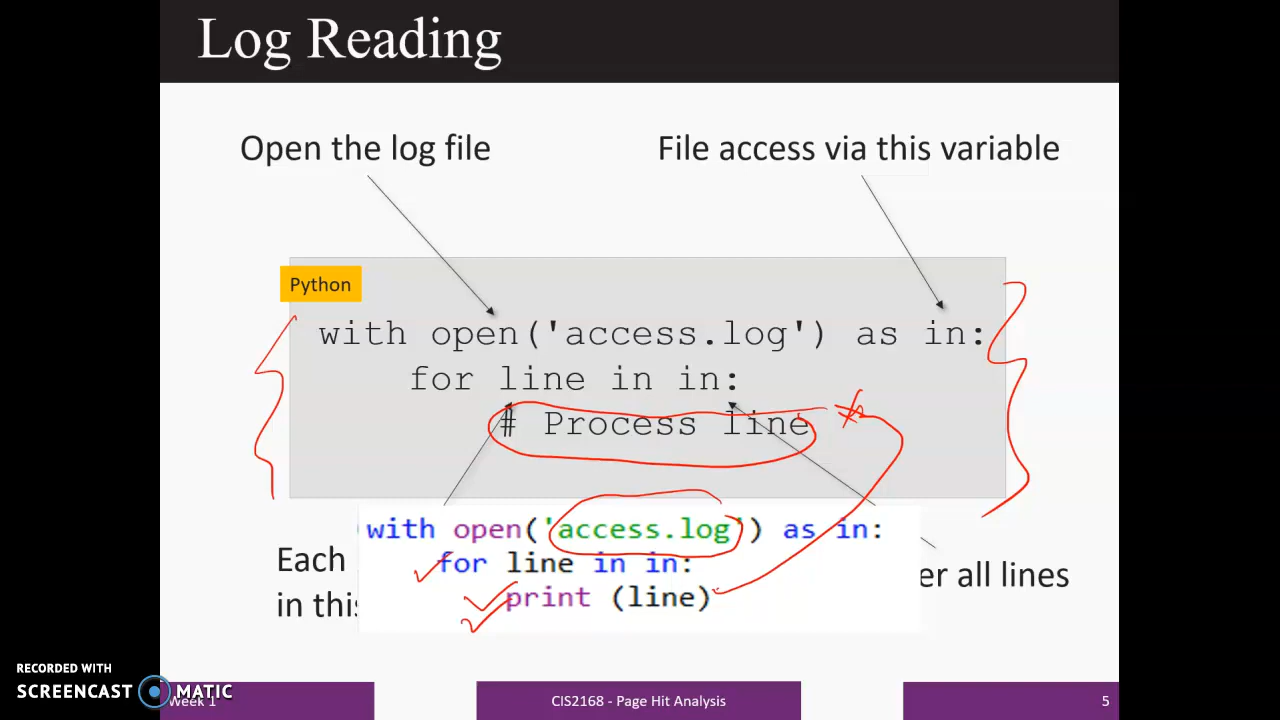 Log Reading
Open the log file
File access via this variable
Python
with open('access.log') as in:
for line in in:
# Process line
with open('access.log') as in:
for line in in:
print (line)
Each
in this
er all lines
RECORDED WITH
SCREENCAST MATIC
Week 1
CIS2168 - Page Hit Analysis
5